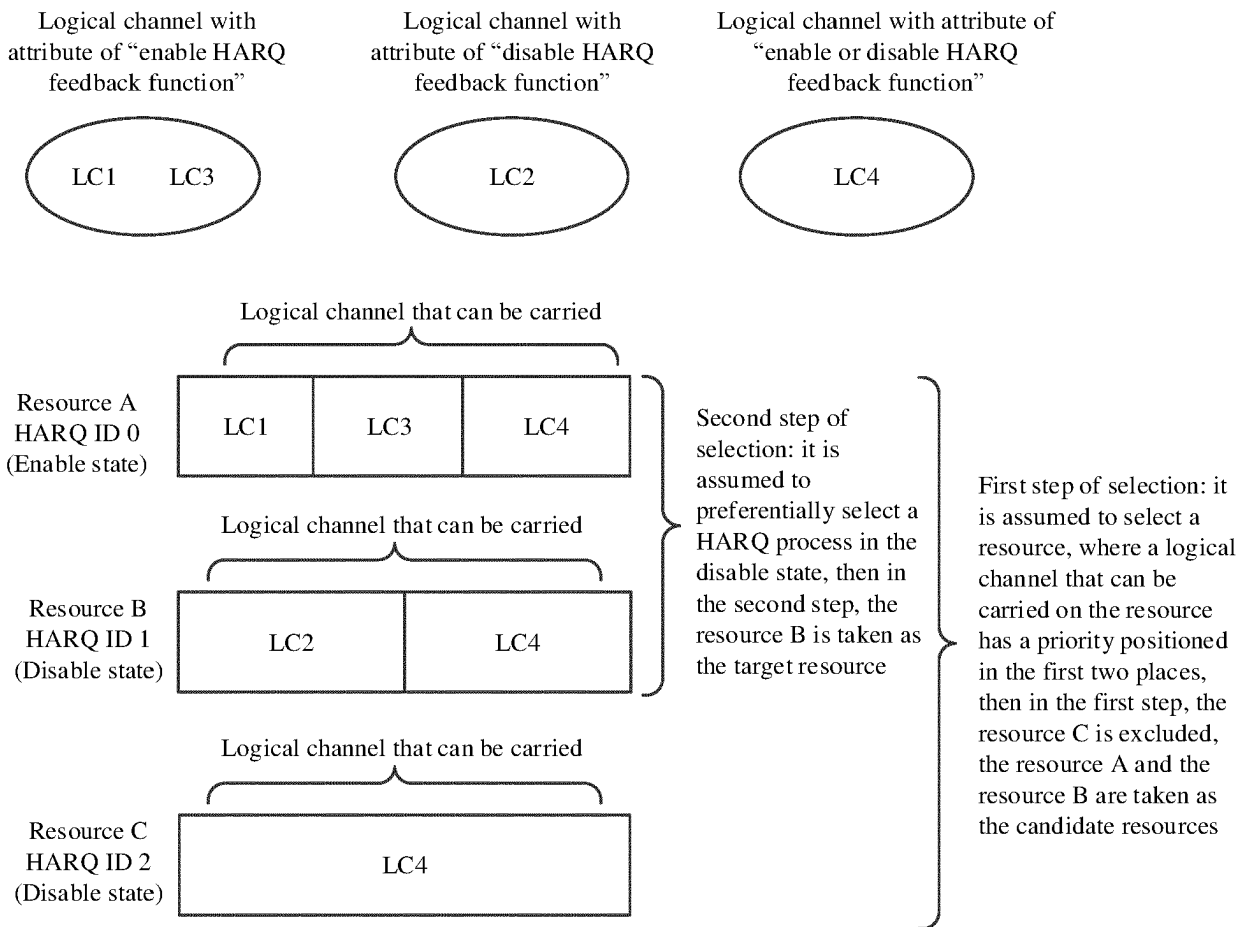 Logical channel with
attribute of “enable HARQ
feedback function”
Logical channel with
attribute of “disable HARQ
feedback function”
Logical channel with attribute of
“enable or disable HARQ
feedback function”
LC1
LC3
LC2
LC4
Logical channel that can be carried
Resource A
HARQ ID 0
(Enable state)
LC1
LC3
LC4
Logical channel that can be carried
Resource B
HARQ ID 1
(Disable state)
LC2
LC4
Logical channel that can be carried
Resource C
HARQ ID 2
(Disable state)
LC4
Second step of
selection: it is
assumed to
preferentially select a
HARQ process in the
disable state, then in
the second step, the
resource B is taken as
the target resource
First step of selection: it
is assumed to select a
resource, where a logical
channel that can be
carried on the resource
has a priority positioned
in the first two places,
then in the first step, the
resource C is excluded,
the resource A and the
resource B are taken as
the candidate resources